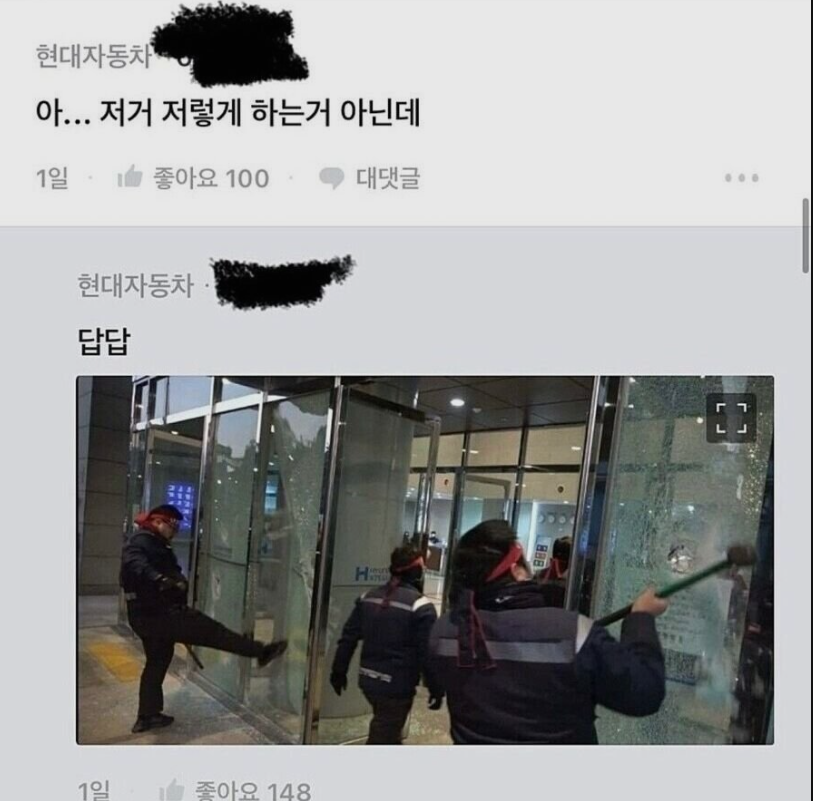 현대자동차
아... 저거 저렇게 하는거 아닌데
1일 · 좋아요 100 · 대댓글
현대자동차 ·
답답
1일 · 좋아요 148